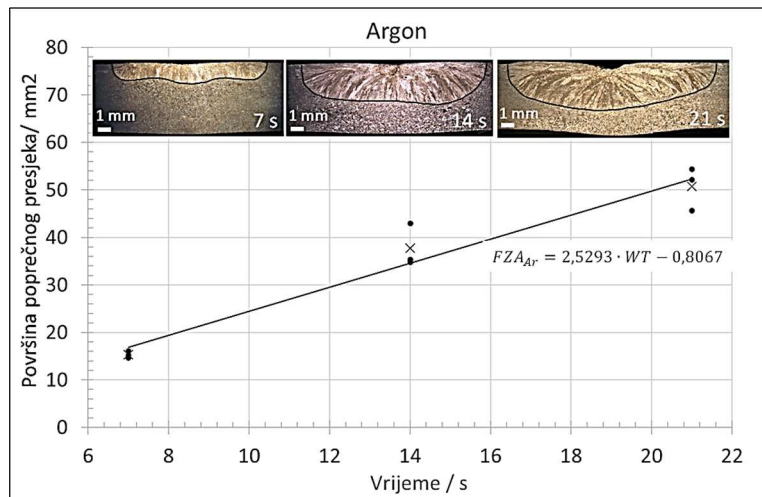 Argon
80
70
60
50
40
30
20
10
0
1 mm
7 s
1 mm
14 s
1 mm
21 s
FZA_Ar = 2,5293 · WT − 0,8067
Površina poprečnog presjeka/ mm2
6 8 10 12 14 16 18 20 22
Vrijeme / s